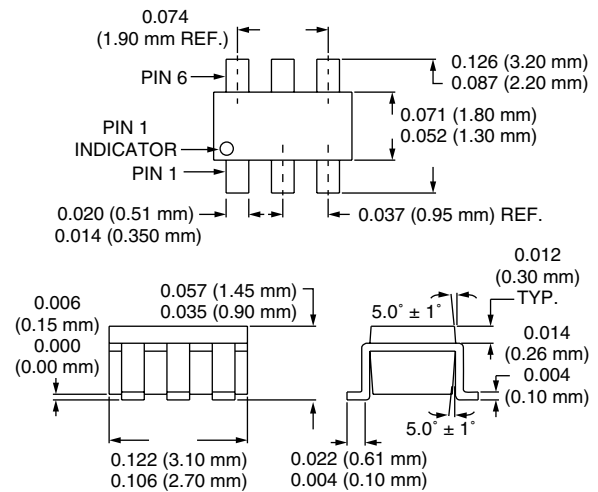 0.074
(1.90 mm REF.)
0.126 (3.20 mm)
0.087 (2.20 mm)
PIN 6
0.071 (1.80 mm)
0.052 (1.30 mm)
PIN 1
INDICATOR
PIN 1
0.020 (0.51 mm)
0.014 (0.350 mm)
0.037 (0.95 mm) REF.
0.006
(0.15 mm)
0.000
(0.00 mm)
0.057 (1.45 mm)
0.035 (0.90 mm)
0.012
(0.30 mm)
TYP.
5.0° ± 1°
0.014
(0.26 mm)
0.004
(0.10 mm)
5.0° ± 1°
0.122 (3.10 mm)
0.106 (2.70 mm)
0.022 (0.61 mm)
0.004 (0.10 mm)